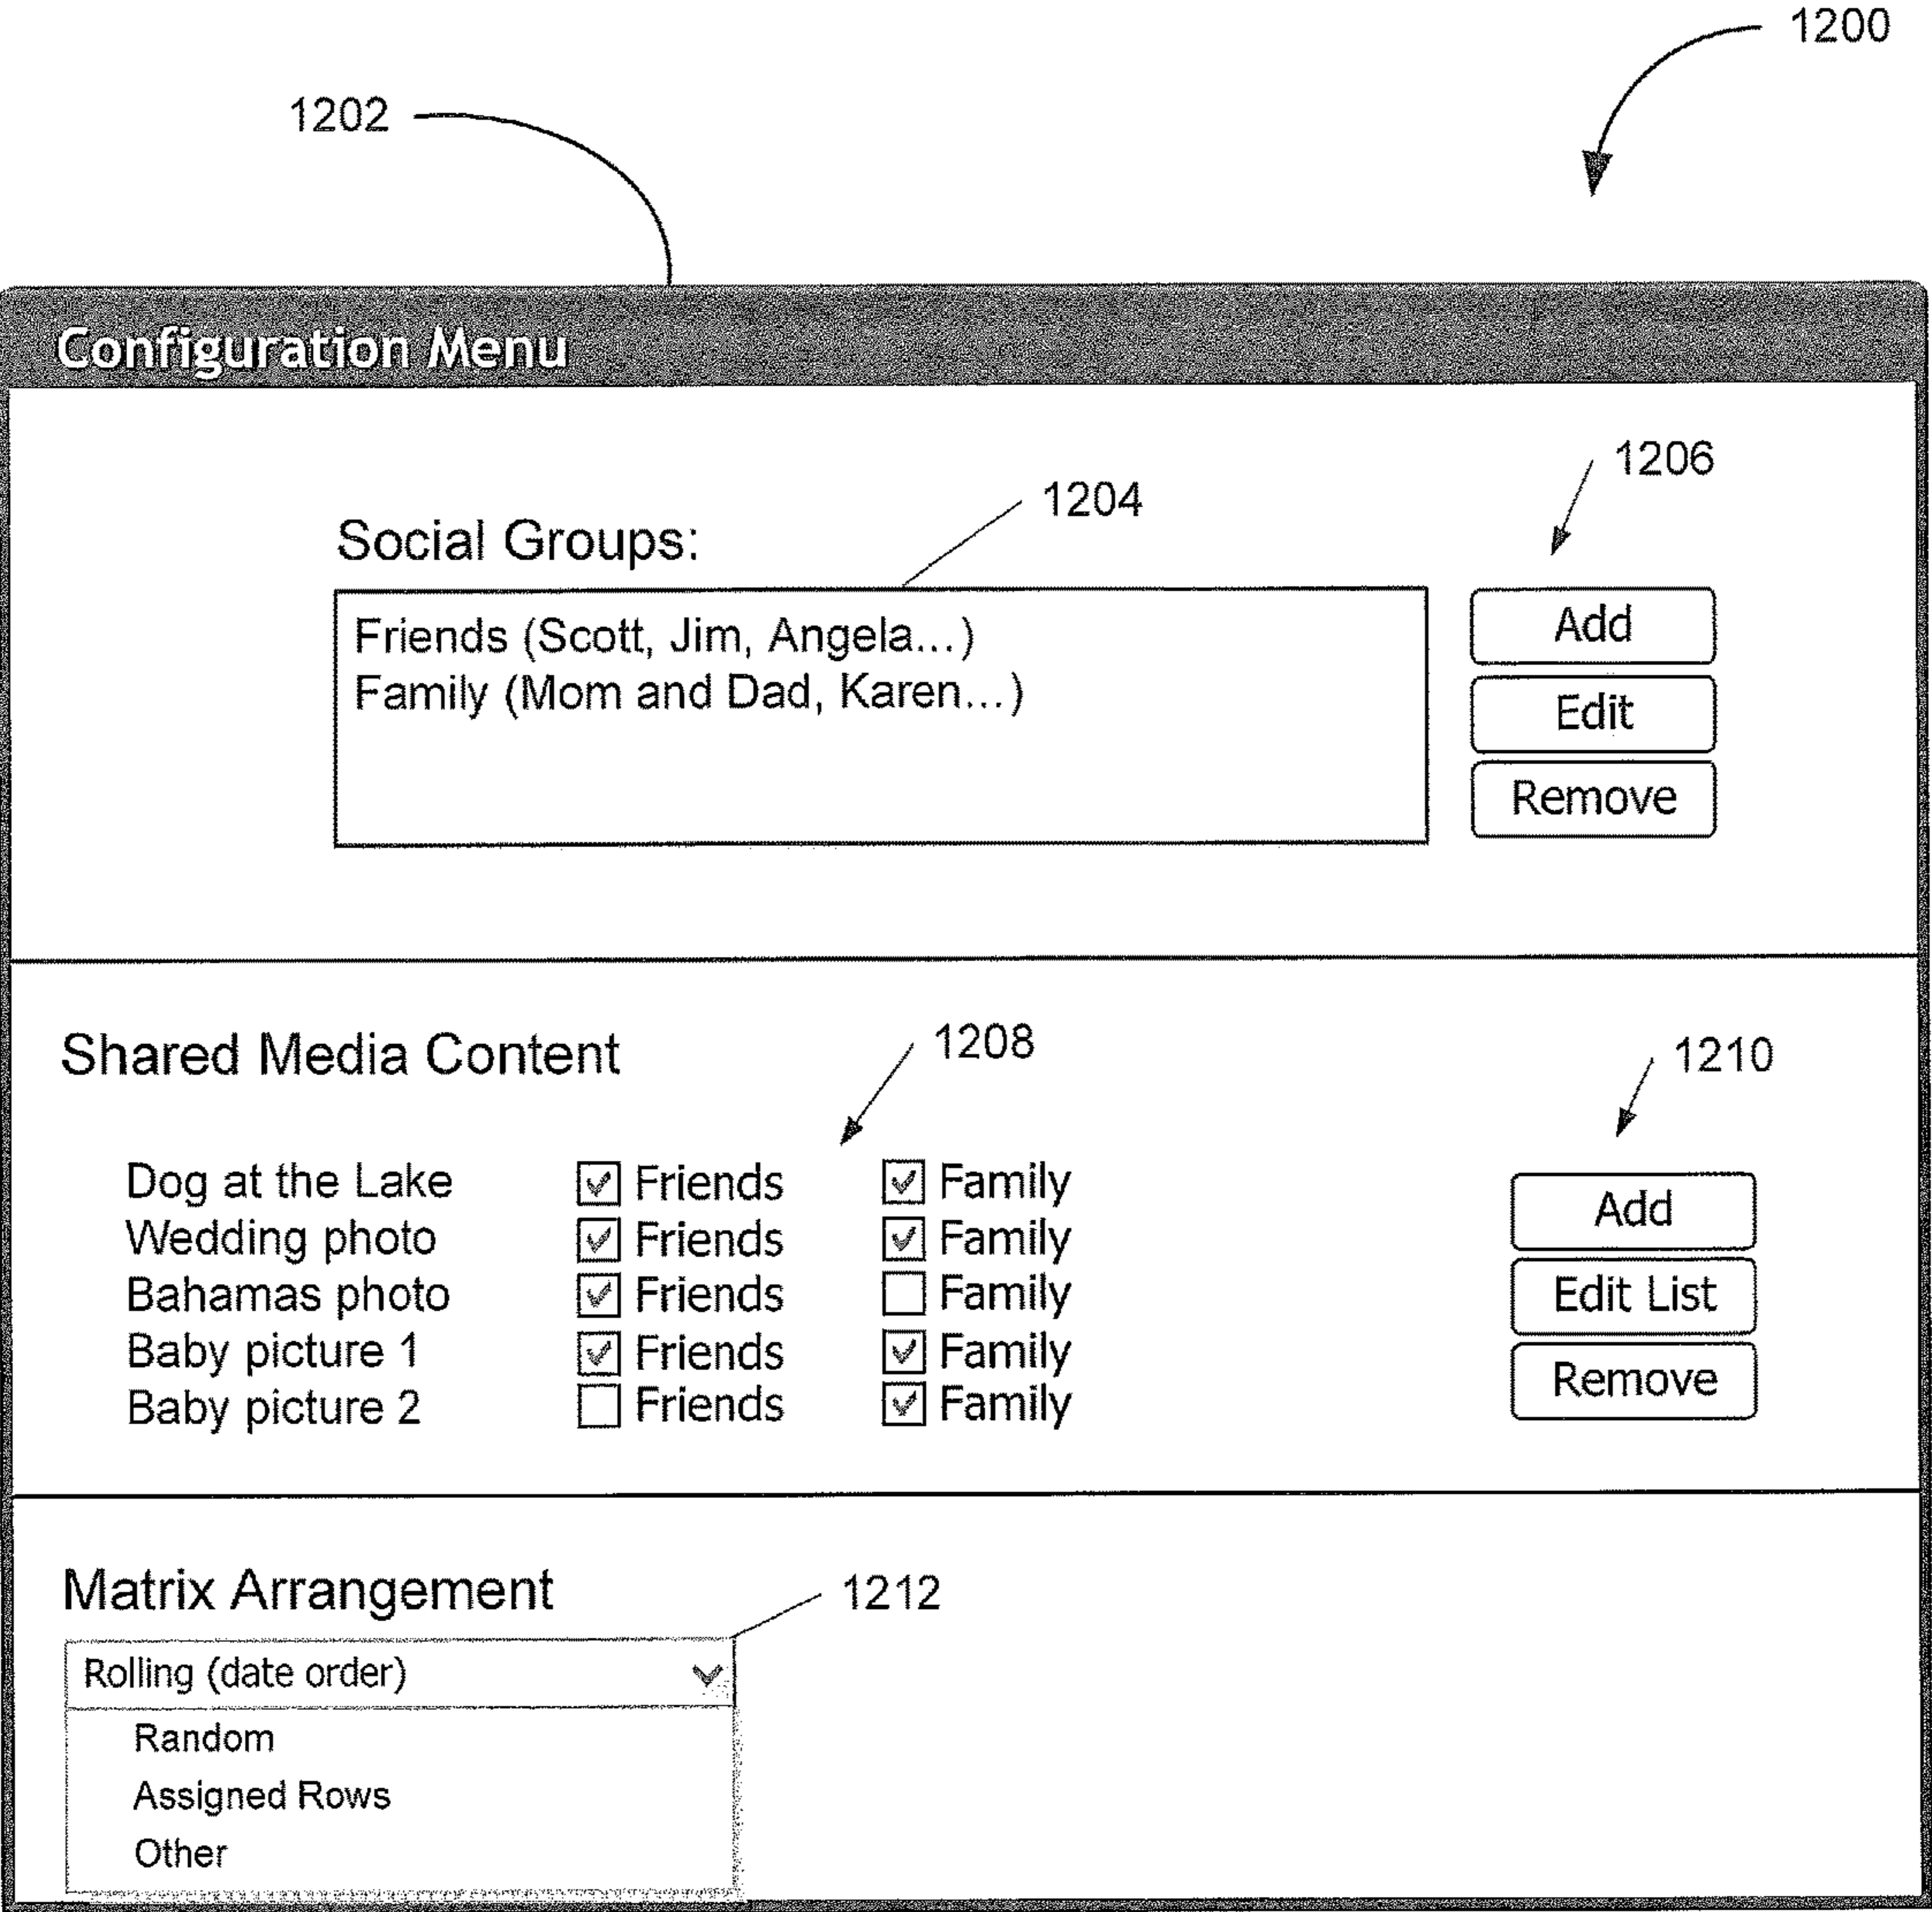 1200
1202
Configuration Menu
1206
1204
Social Groups:
Friends (Scott, Jim, Angela...)
Family (Mom and Dad, Karen...)
Add
Edit
Remove
Shared Media Content
1208
1210
Dog at the Lake Friends Family
Wedding photo Friends Family
Bahamas photo Friends Family
Baby picture 1 Friends Family
Baby picture 2 Friends Family
Add
Edit List
Remove
Matrix Arrangement
1212
Rolling (date order)
Random
Assigned Rows
Other